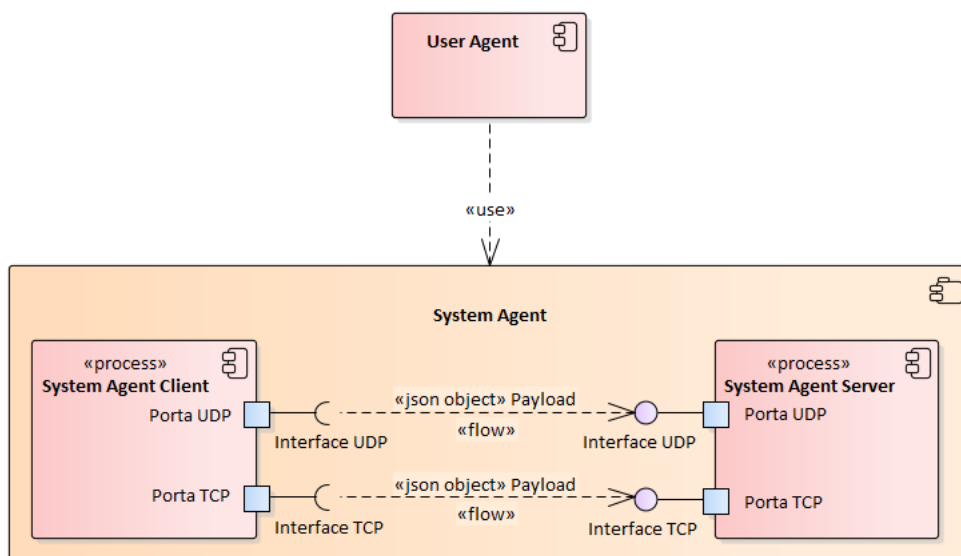 User Agent
«use»
System Agent
«process»
System Agent Client
Porta UDP
Interface UDP
«json object» Payload
«flow»
Interface UDP
Porta TCP
Interface TCP
«json object» Payload
«flow»
Interface TCP
«process»
System Agent Server
Porta UDP
Porta TCP